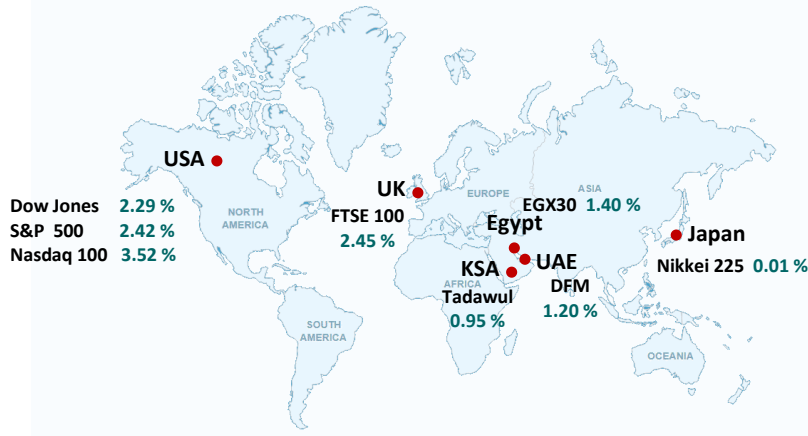 USA
Dow Jones 2.29 %
S&P 500 2.42 %
Nasdaq 100 3.52 %
NORTH
AMERICA
SOUTH
AMERICA
UK
FTSE 100
2.45 %
EUROPE
ASIA
EGX30 1.40 %
Egypt
KSA
AFRICA
Tadawul
0.95 %
UAE
DFM
1.20 %
Japan
Nikkei 225 0.01 %
OCEANIA